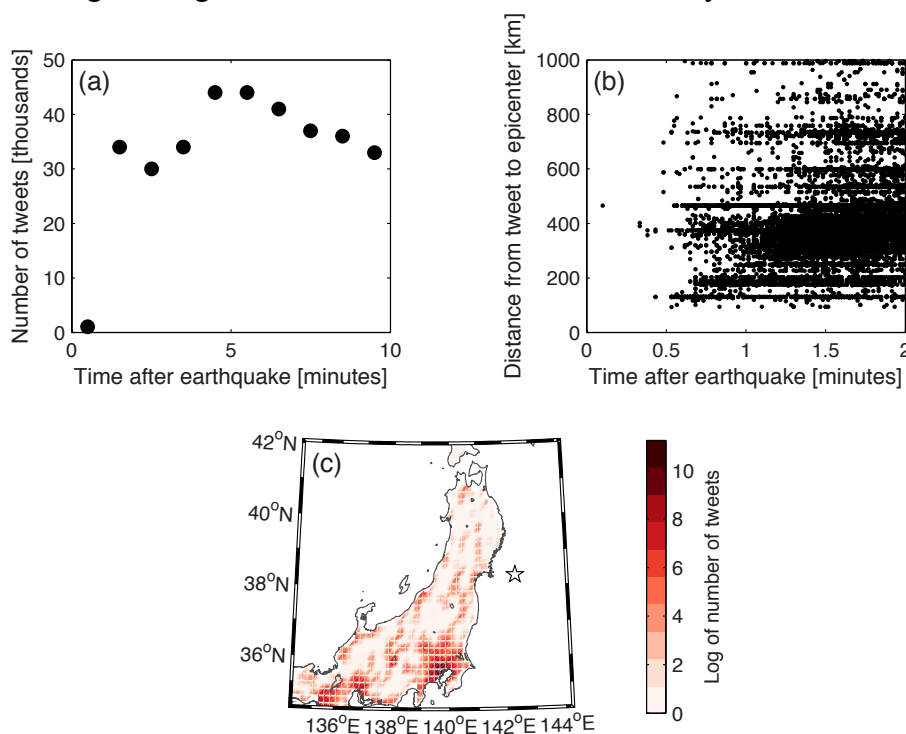 (a)
50
40
30
20
10
0
Number of tweets [thousands]
0 5 10
Time after earthquake [minutes]
(b)
1000
800
600
400
200
0
Distance from tweet to epicenter [km]
0 0.5 1 1.5 2
Time after earthquake [minutes]
(c)
42°N
40°N
38°N
36°N
136°E 138°E 140°E 142°E 144°E
10
8
6
4
2
0
Log of number of tweets